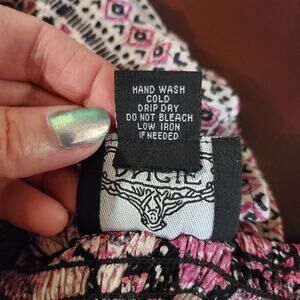 HAND WASH
COLD
DRIP DRY
DO NOT BLEACH
LOW IRON
IF NEEDED